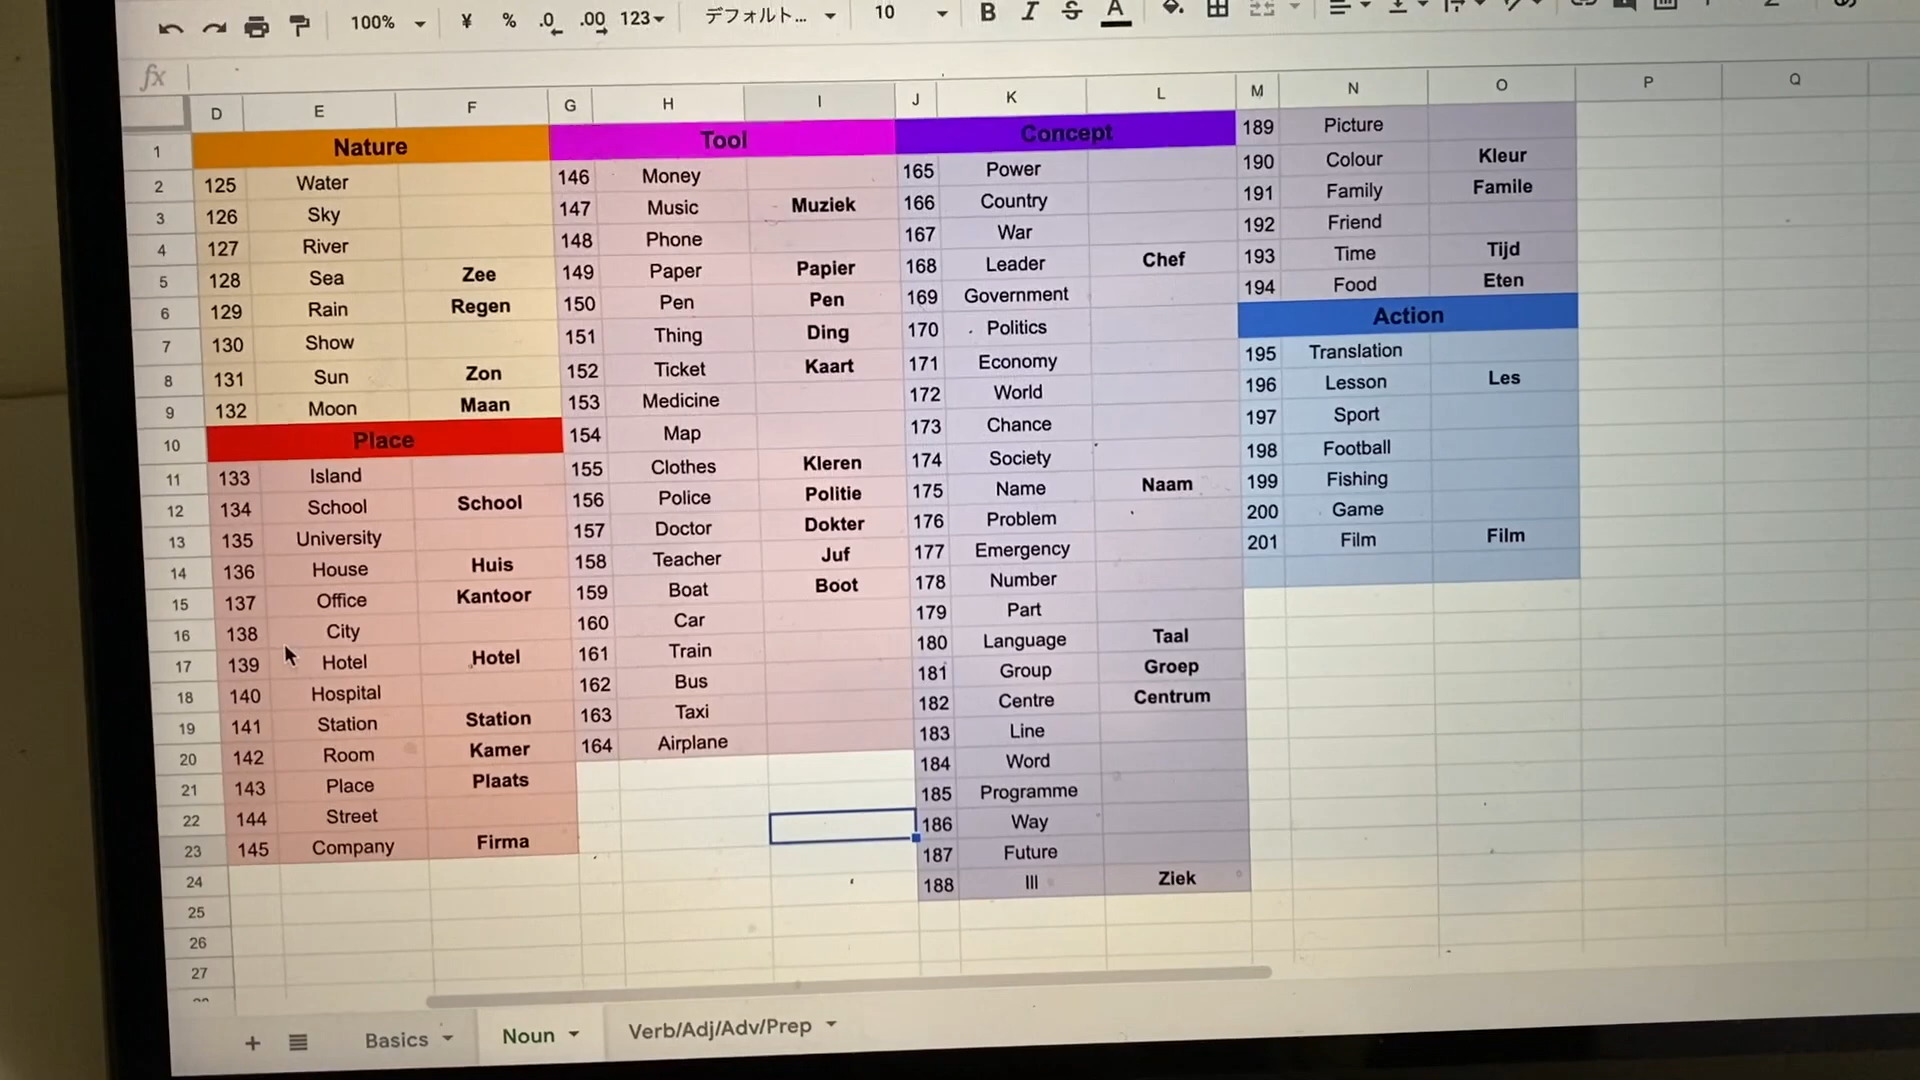 100% ¥ % .0 .00 123 デフォルト... 10 B I S A
fx
D E F G H I J K L M N O P Q
1 Nature Tool Concept 189 Picture
2 125 Water 146 Money 165 Power 190 Colour Kleur
3 126 Sky 147 Music Muziek 166 Country 191 Family Famile
4 127 River 148 Phone 167 War 192 Friend
5 128 Sea Zee 149 Paper Papier 168 Leader Chef 193 Time Tijd
6 129 Rain Regen 150 Pen Pen 169 Government 194 Food Eten
7 130 Show 151 Thing Ding 170 Politics Action
8 131 Sun Zon 152 Ticket Kaart 171 Economy 195 Translation
9 132 Moon Maan 153 Medicine 172 World 196 Lesson Les
10 Place 154 Map 173 Chance 197 Sport
11 133 Island 155 Clothes Kleren 174 Society 198 Football
12 134 School School 156 Police Politie 175 Name Naam 199 Fishing
13 135 University 157 Doctor Dokter 176 Problem 200 Game
14 136 House Huis 158 Teacher Juf 177 Emergency 201 Film Film
15 137 Office Kantoor 159 Boat Boot 178 Number
16 138 City 160 Car 179 Part
17 139 Hotel Hotel 161 Train 180 Language Taal
18 140 Hospital 162 Bus 181 Group Groep
19 141 Station Station 163 Taxi 182 Centre Centrum
20 142 Room Kamer 164 Airplane 183 Line
21 143 Place Plaats 184 Word
22 144 Street 185 Programme
23 145 Company Firma 186 Way
24 187 Future
25 188 Ill Ziek
26
27
+ Basics Noun Verb/Adj/Adv/Prep